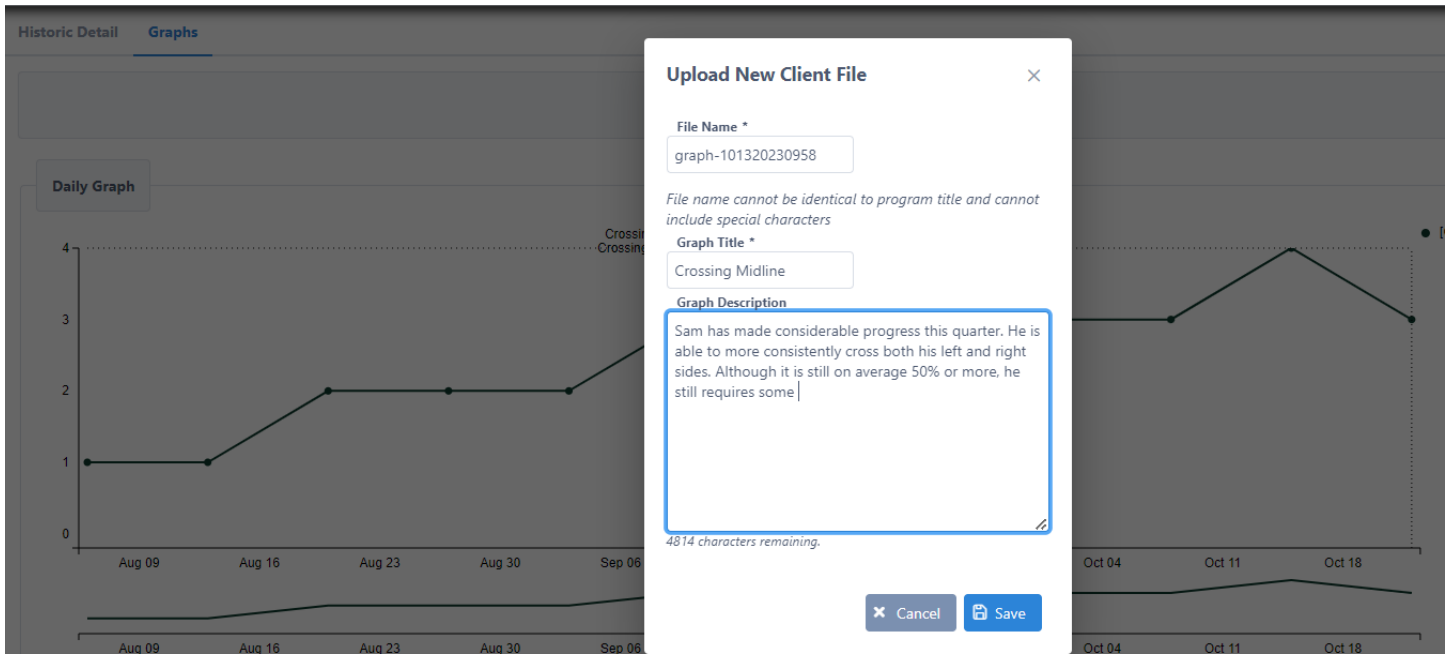 Historic Detail Graphs
Upload New Client File
File Name *
graph-101320230958
File name cannot be identical to program title and cannot
include special characters
Graph Title *
Crossing Midline
Graph Description
Sam has made considerable progress this quarter. He is
able to more consistently cross both his left and right
sides. Although it is still on average 50% or more, he
still requires some
4814 characters remaining.
Cancel Save
Daily Graph
Crossing
4
3
2
1
0
Aug 09 Aug 16 Aug 23 Aug 30 Sep 06 Oct 04 Oct 11 Oct 18
Aug 09 Aug 16 Aug 23 Aug 30 Sep 06 Oct 04 Oct 11 Oct 18